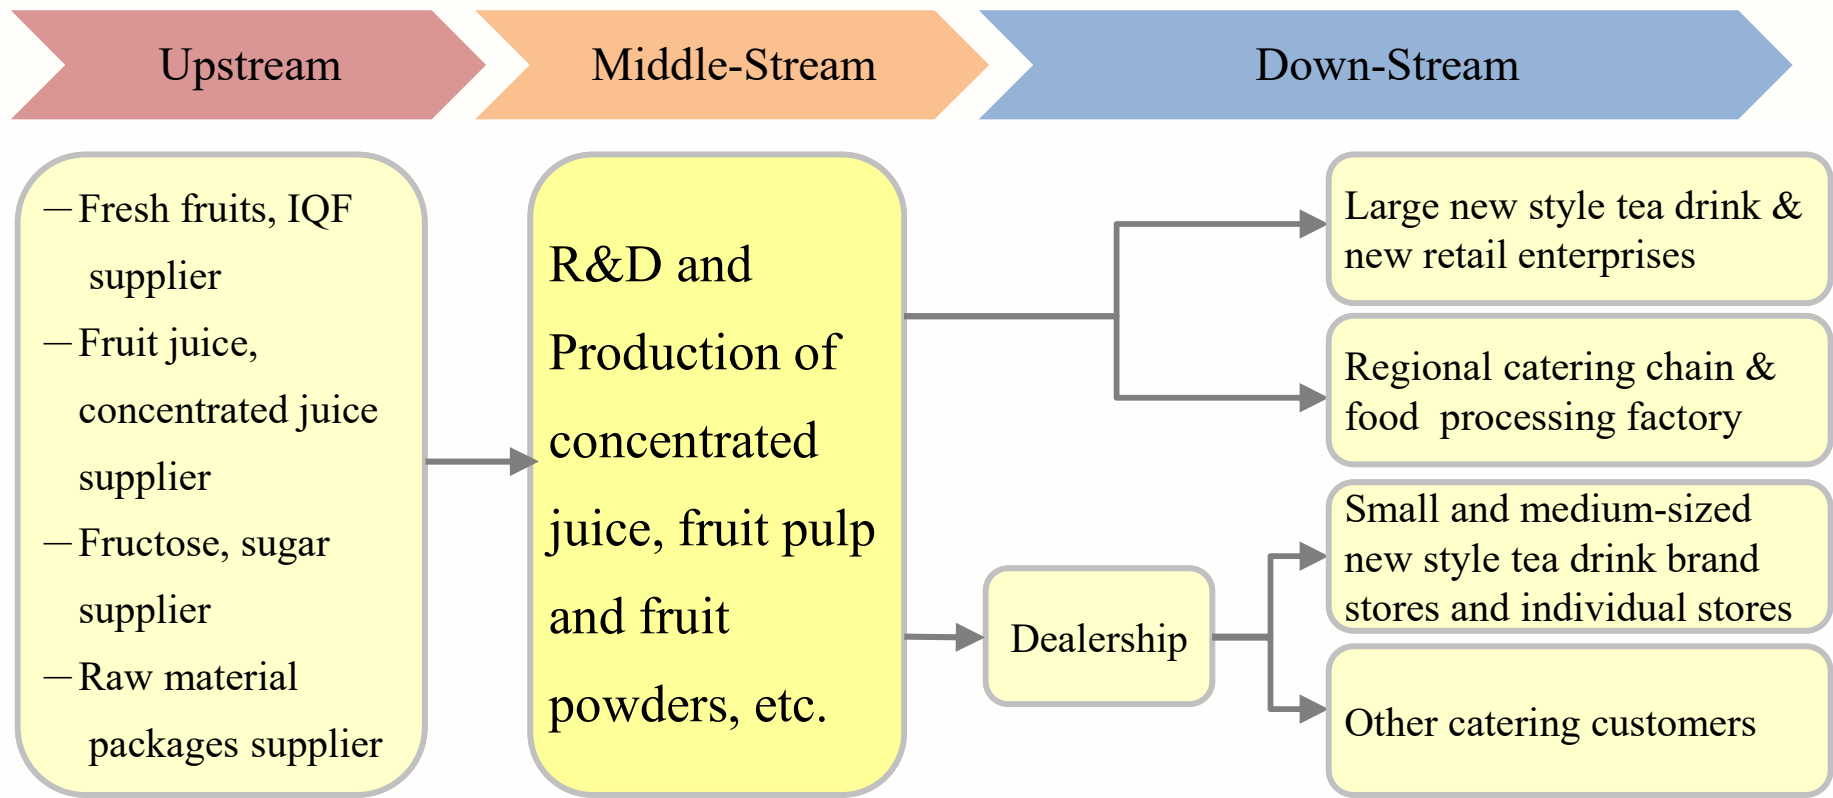 Upstream
Middle-Stream
Down-Stream
—Fresh fruits, IQF
supplier
—Fruit juice,
concentrated juice
supplier
—Fructose, sugar
supplier
—Raw material
packages supplier
R&D and
Production of
concentrated
juice, fruit pulp
and fruit
powders, etc.
Dealership
Large new style tea drink &
new retail enterprises
Regional catering chain &
food  processing factory
Small and medium-sized
new style tea drink brand
stores and individual stores
Other catering customers